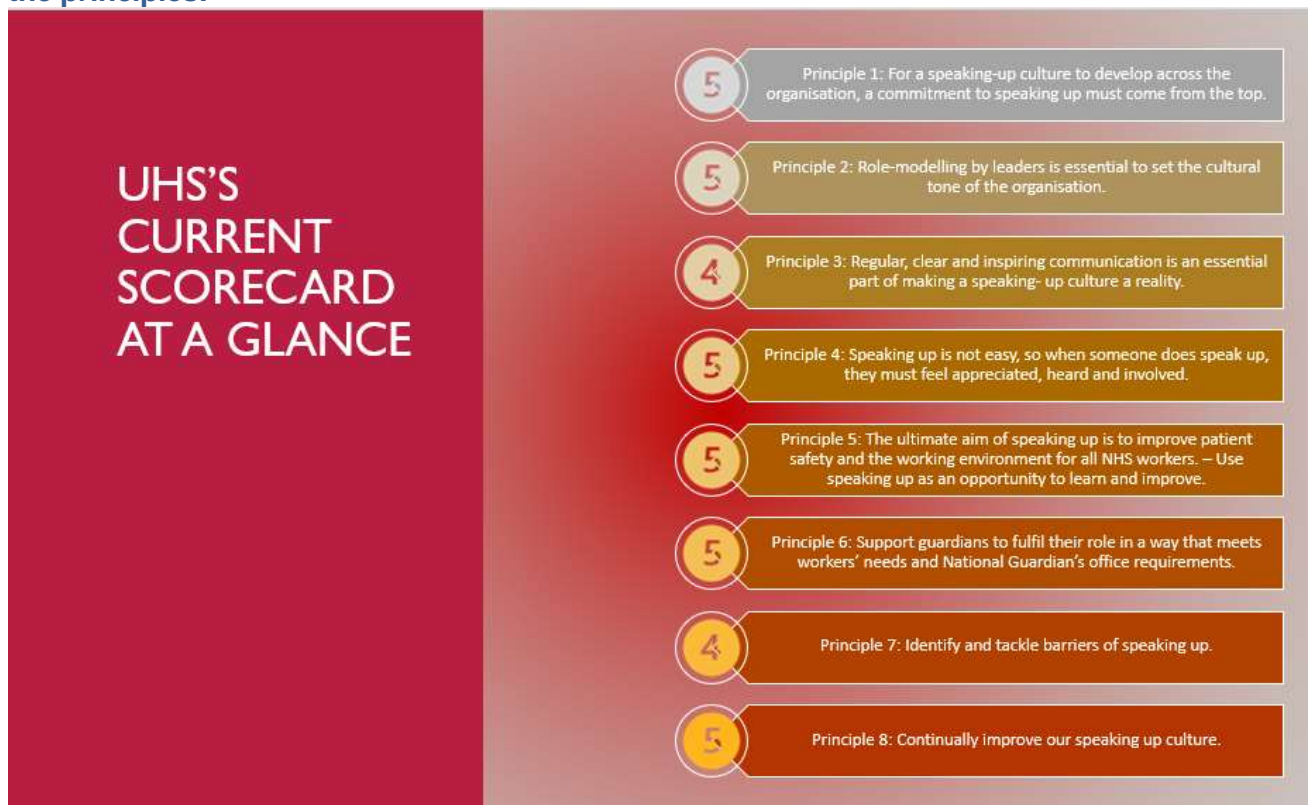 the principles.
UHS'S
CURRENT
SCORECARD
AT A GLANCE
5
Principle 1: For a speaking-up culture to develop across the
organisation, a commitment to speaking up must come from the top.
5
Principle 2: Role-modelling by leaders is essential to set the cultural
tone of the organisation.
4
Principle 3: Regular, clear and inspiring communication is an essential
part of making a speaking- up culture a reality.
5
Principle 4: Speaking up is not easy, so when someone does speak up,
they must feel appreciated, heard and involved.
5
Principle 5: The ultimate aim of speaking up is to improve patient
safety and the working environment for all NHS workers. – Use
speaking up as an opportunity to learn and improve.
5
Principle 6: Support guardians to fulfil their role in a way that meets
workers' needs and National Guardian's office requirements.
4
Principle 7: Identify and tackle barriers of speaking up.
5
Principle 8: Continually improve our speaking up culture.